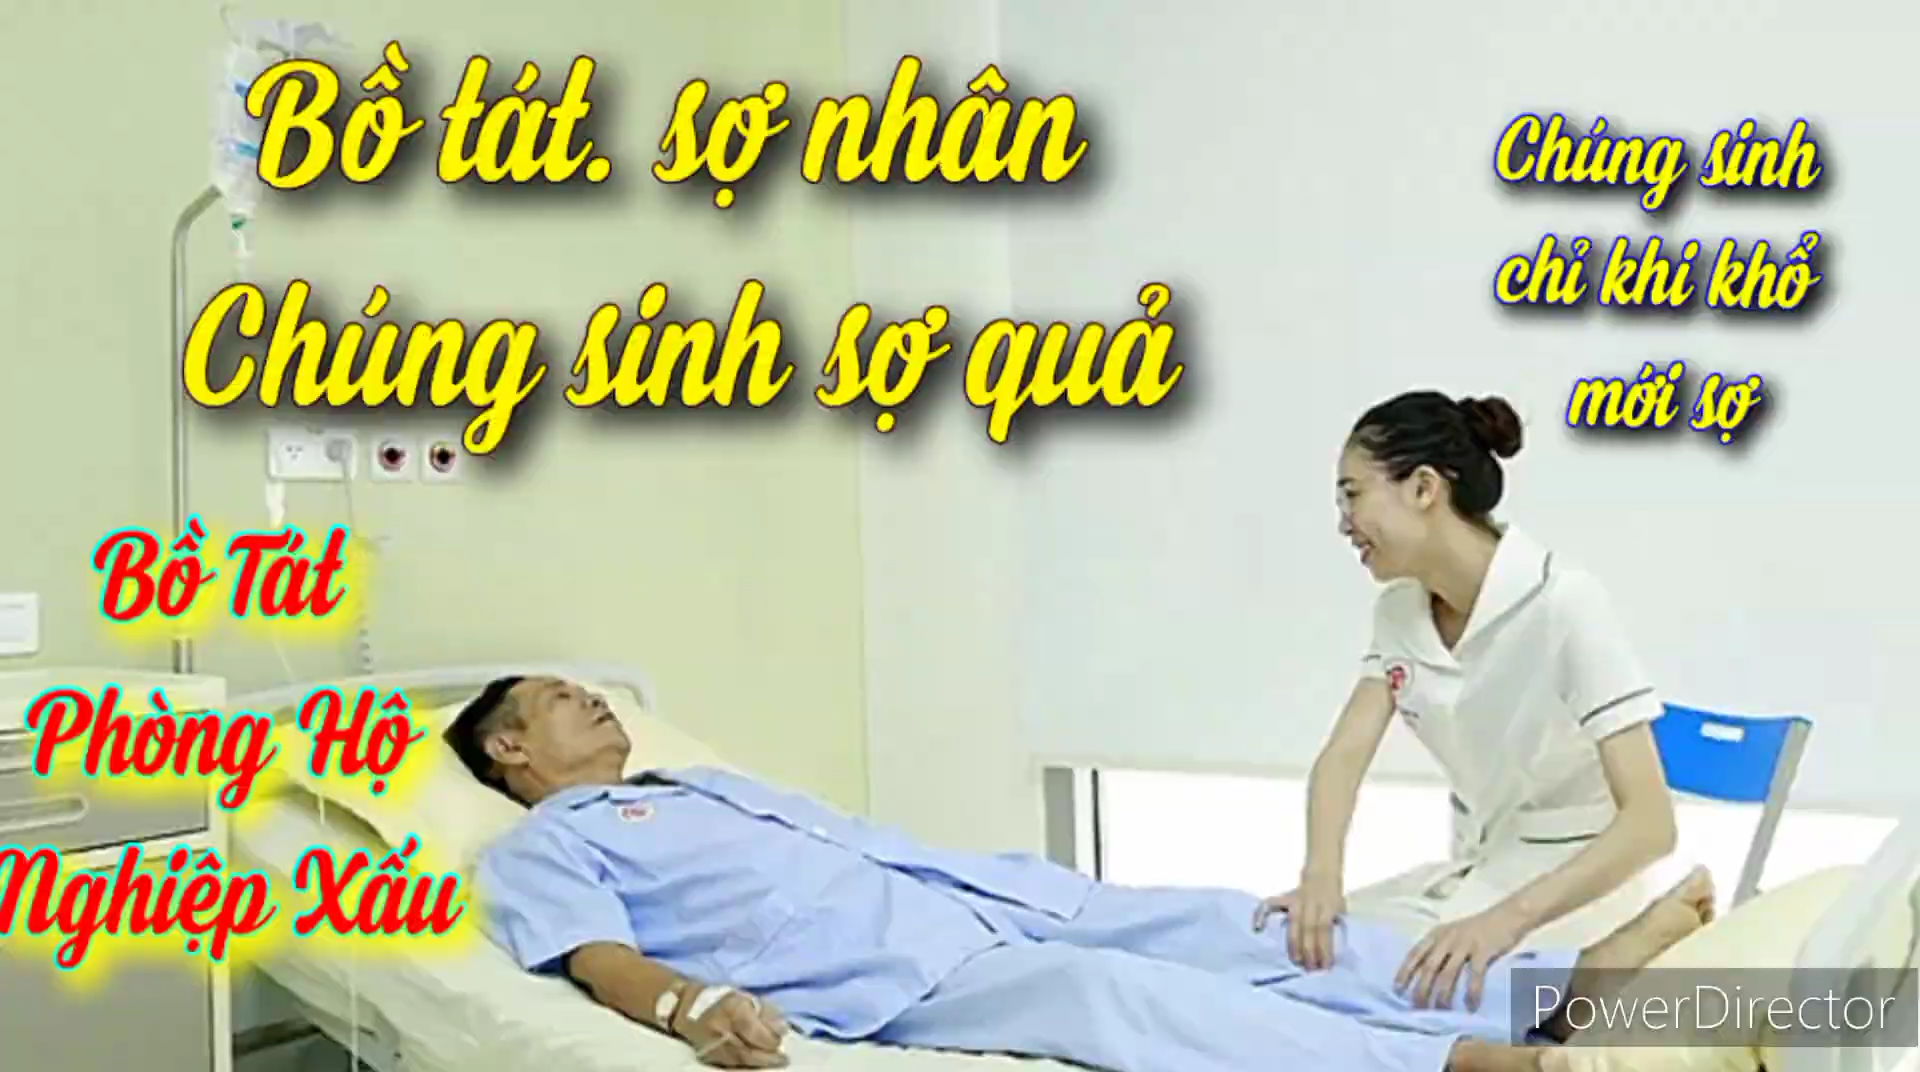 Bồ tát. sợ nhân
Chúng sinh sợ quả
Chúng sinh
chỉ khi khổ
mới sợ
Bồ Tát
Phòng Hộ
Nghiệp Xấu
PowerDirector